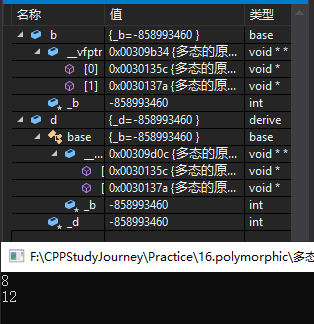 名称 值 类型
b {_b=-858993460 } base
__vfptr 0x00309b34 {多态的原... void * *
[0] 0x0030135c {多态的原... void *
[1] 0x0030137a {多态的原... void *
_b -858993460 int
d {_d=-858993460 } derive
base {_b=-858993460 } base
__... 0x00309d0c {多态的原... void * *
[ 0x0030135c {多态的原... void *
[ 0x0030137a {多态的原... void *
_b -858993460 int
_d -858993460 int
F:\CPPStudyJourney\Practice\16.polymorphic\多
8
12